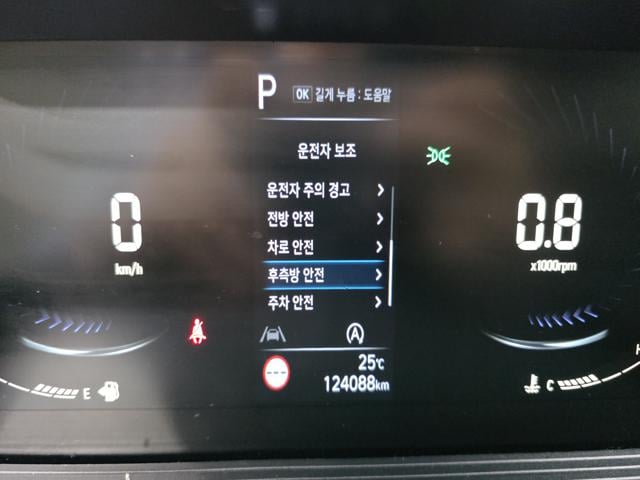 P OK 길게 누름 : 도움말
운전자 보조
운전자 주의 경고
전방 안전
차로 안전
후측방 안전
주차 안전
0
km/h
0.8
x1000rpm
A
25℃
124088km
E
C
H